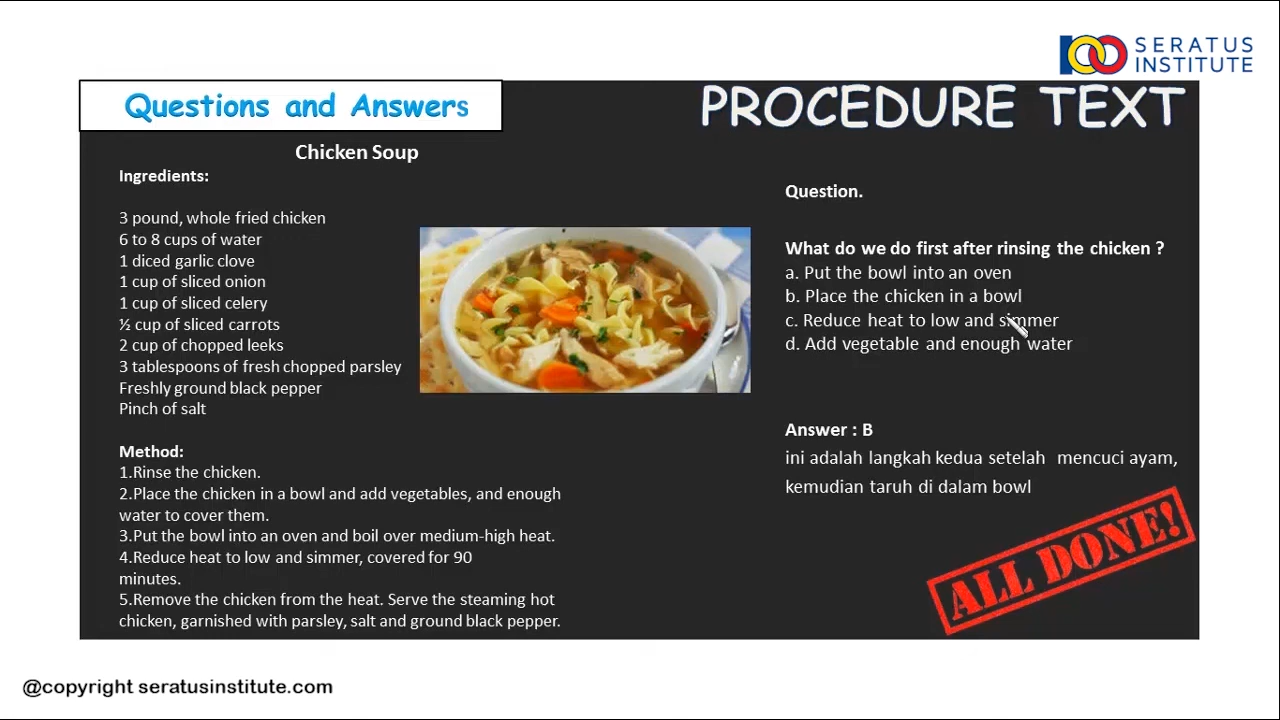 SERATUS
INSTITUTE
Questions and Answers
PROCEDURE TEXT
Chicken Soup
Ingredients:
3 pound, whole fried chicken
6 to 8 cups of water
1 diced garlic clove
1 cup of sliced onion
1 cup of sliced celery
½ cup of sliced carrots
2 cup of chopped leeks
3 tablespoons of fresh chopped parsley
Freshly ground black pepper
Pinch of salt
Method:
1.Rinse the chicken.
2.Place the chicken in a bowl and add vegetables, and enough
water to cover them.
3.Put the bowl into an oven and boil over medium-high heat.
4.Reduce heat to low and simmer, covered for 90
minutes.
5.Remove the chicken from the heat. Serve the steaming hot
chicken, garnished with parsley, salt and ground black pepper.
Question.
What do we do first after rinsing the chicken ?
a. Put the bowl into an oven
b. Place the chicken in a bowl
c. Reduce heat to low and simmer
d. Add vegetable and enough water
Answer : B
ini adalah langkah kedua setelah mencuci ayam,
kemudian taruh di dalam bowl
ALL DONE!
@copyright seratusinstitute.com